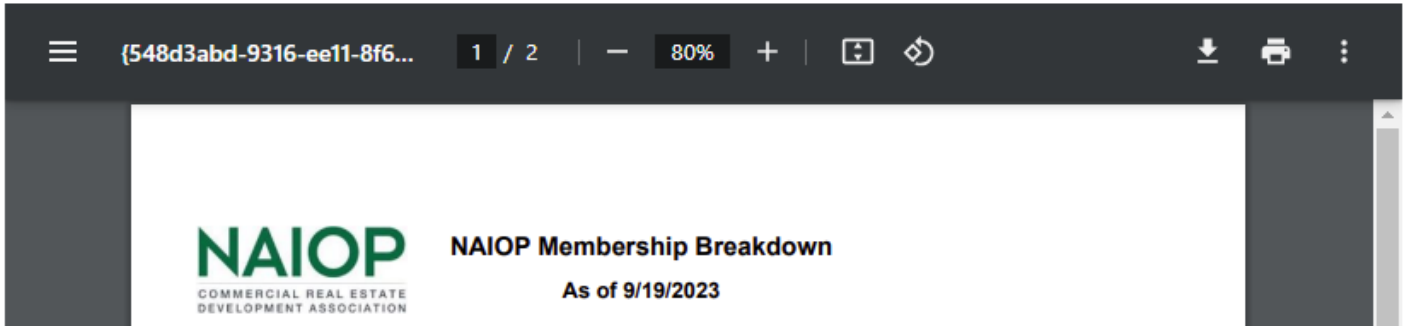 {548d3abd-9316-ee11-8f6... 1 / 2 80%
NAIOP
COMMERCIAL REAL ESTATE
DEVELOPMENT ASSOCIATION
NAIOP Membership Breakdown
As of 9/19/2023